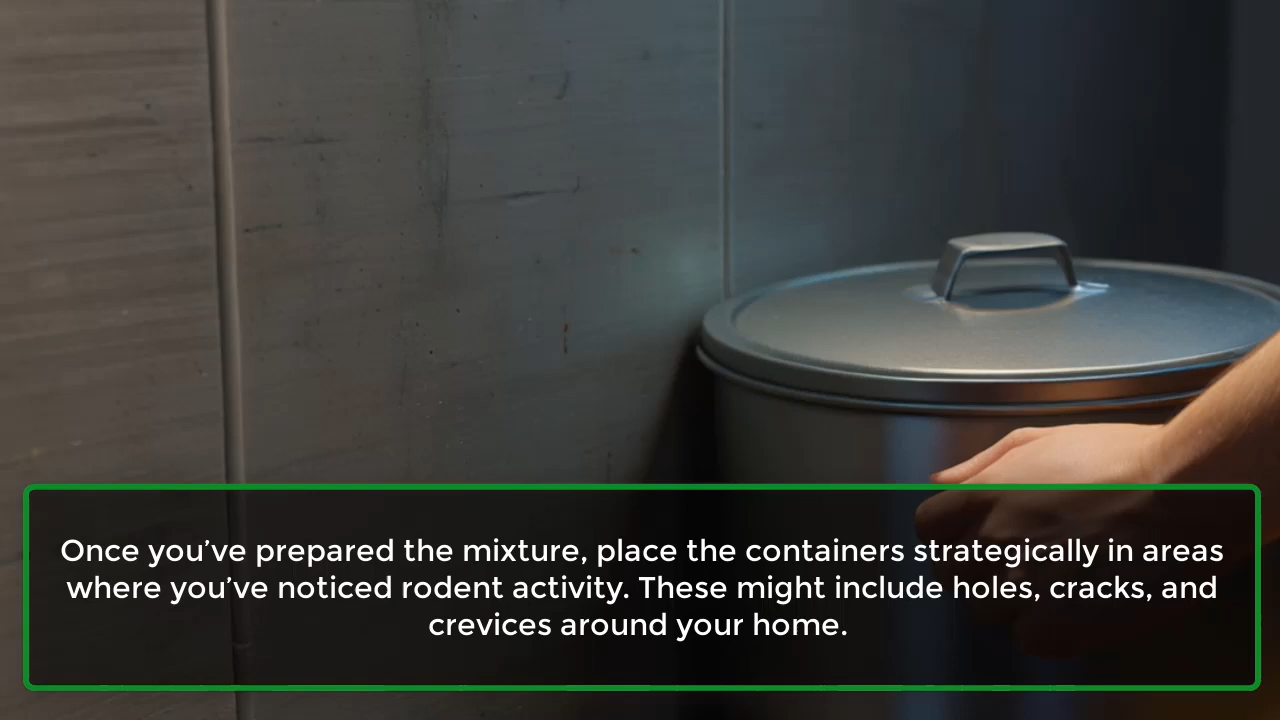 Once you’ve prepared the mixture, place the containers strategically in areas
where you’ve noticed rodent activity. These might include holes, cracks, and
crevices around your home.